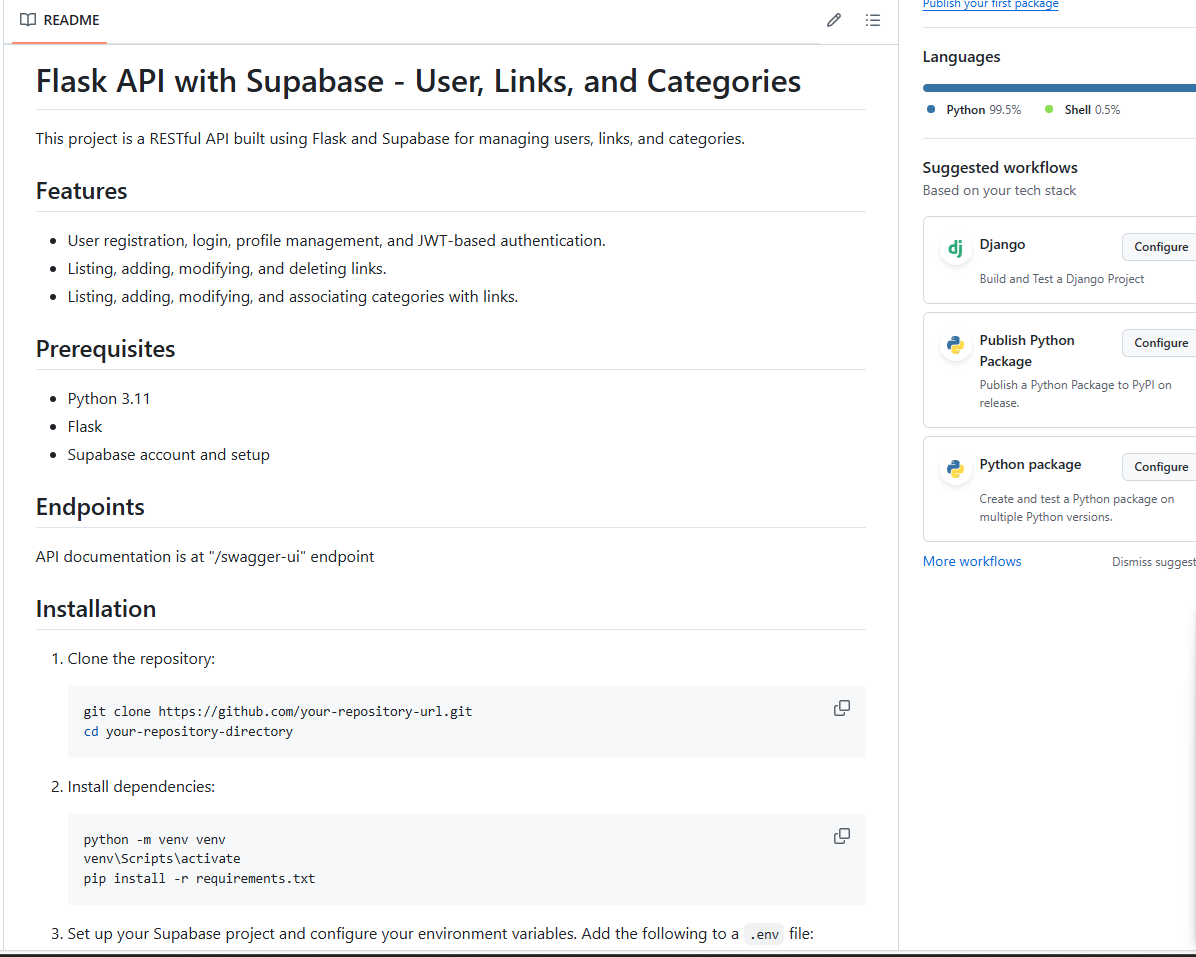 README
Flask API with Supabase - User, Links, and Categories
This project is a RESTful API built using Flask and Supabase for managing users, links, and categories.
Features
User registration, login, profile management, and JWT-based authentication.
Listing, adding, modifying, and deleting links.
Listing, adding, modifying, and associating categories with links.
Prerequisites
Python 3.11
Flask
Supabase account and setup
Endpoints
API documentation is at "/swagger-ui" endpoint
Installation
1. Clone the repository:
git clone https://github.com/your-repository-url.git
cd your-repository-directory
2. Install dependencies:
python -m venv venv
venv\Scripts\activate
pip install -r requirements.txt
3. Set up your Supabase project and configure your environment variables. Add the following to a .env file:
Publish your first package
Languages
Python 99.5% Shell 0.5%
Suggested workflows
Based on your tech stack
dj
Django
Configure
Build and Test a Django Project
Publish Python
Package
Configure
Publish a Python Package to PyPI on
release.
Python package
Configure
Create and test a Python package on
multiple Python versions.
More workflows
Dismiss suggest